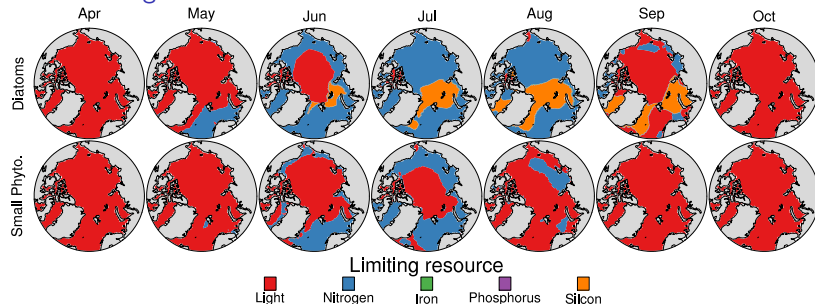 Apr May Jun Jul Aug Sep Oct
Diatoms
Small Phyto.
Limiting resource
Light Nitrogen Iron Phosphorus Silcon